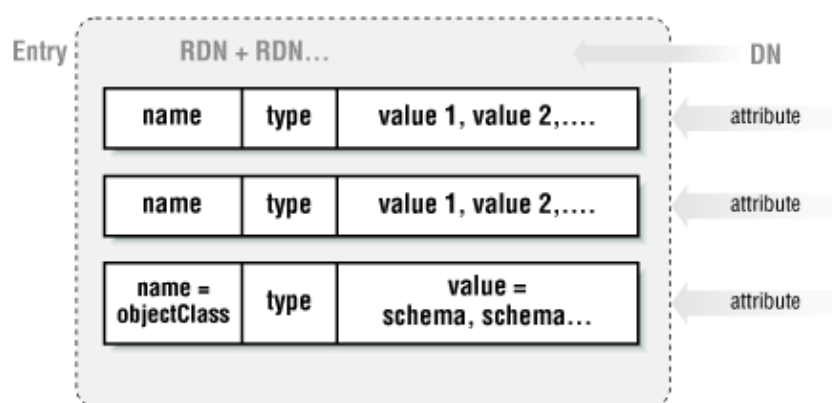 Entry RDN + RDN... DN
name type value 1, value 2,.... attribute
name type value 1, value 2,.... attribute
name =
objectClass type value =
schema, schema... attribute